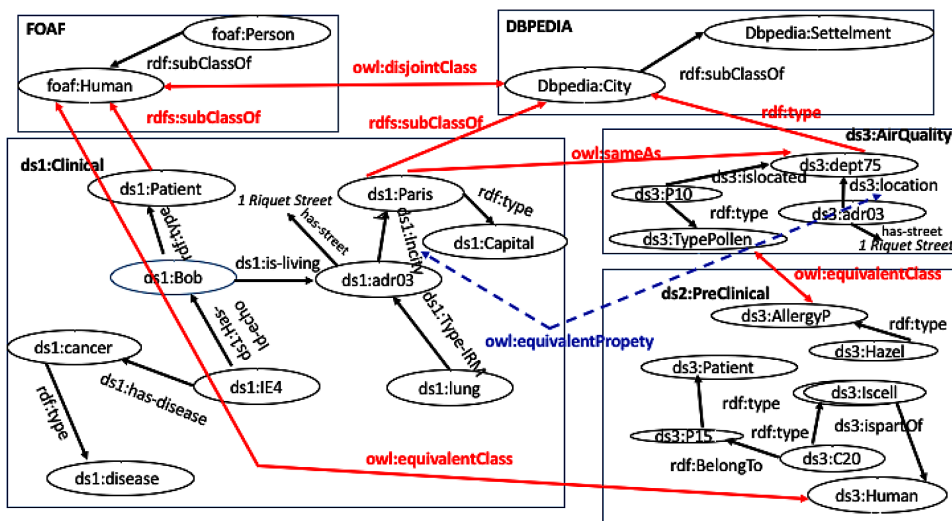 FOAF
foaf:Person
rdf:subClassOf
foaf:Human
owl:disjointClass
rdfs:subClassOf
DBPEDIA
Dbpedia:Settelment
Dbpedia:City
rdf:subClassOf
rdfs:subClassOf
rdf:type
ds1:Clinical
ds1:Patient
rdf:type
ds1:Bob
ds1:is-living
1 Riquet Street
has-street
ds1:Paris
rdf:type
ds1:Capital
ds1:Incity
ds1:adr03
ds1:Type-IRM
ds1:lung
ds1:Has-
Id-echo
ds1:cancer
ds1:has-disease
ds1:IE4
rdf:type
ds1:disease
owl:equivalentClass
owl:sameAs
ds3:AirQuality
ds3:dept75
ds3:islocated
ds3:location
ds3:P10
rdf:type
ds3:adr03
has-street
1 Riquet Street
ds3:TypePollen
owl:equivalentClass
owl:equivalentPropety
ds2:PreClinical
ds3:AllergyP
rdf:type
ds3:Hazel
ds3:Patient
rdf:type
ds3:Iscell
ds3:ispartOf
ds3:P15
rdf:type
ds3:C20
rdf:BelongTo
ds3:Human